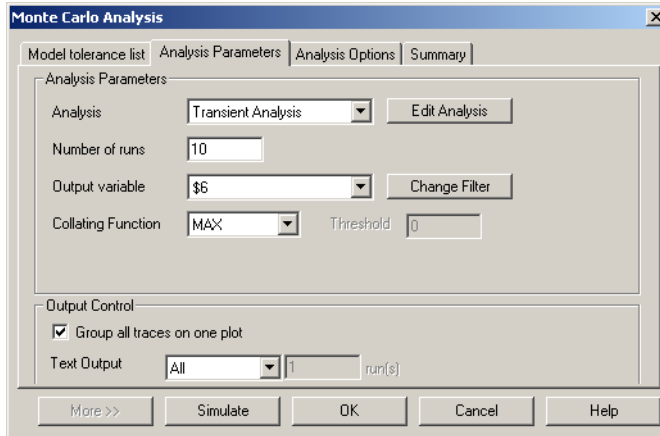 Monte Carlo Analysis
Model tolerance list Analysis Parameters Analysis Options Summary
Analysis Parameters
Analysis Transient Analysis Edit Analysis
Number of runs 10
Output variable $6 Change Filter
Collating Function MAX Threshold 0
Output Control
Group all traces on one plot
Text Output All 1 run(s)
More >> Simulate OK Cancel Help